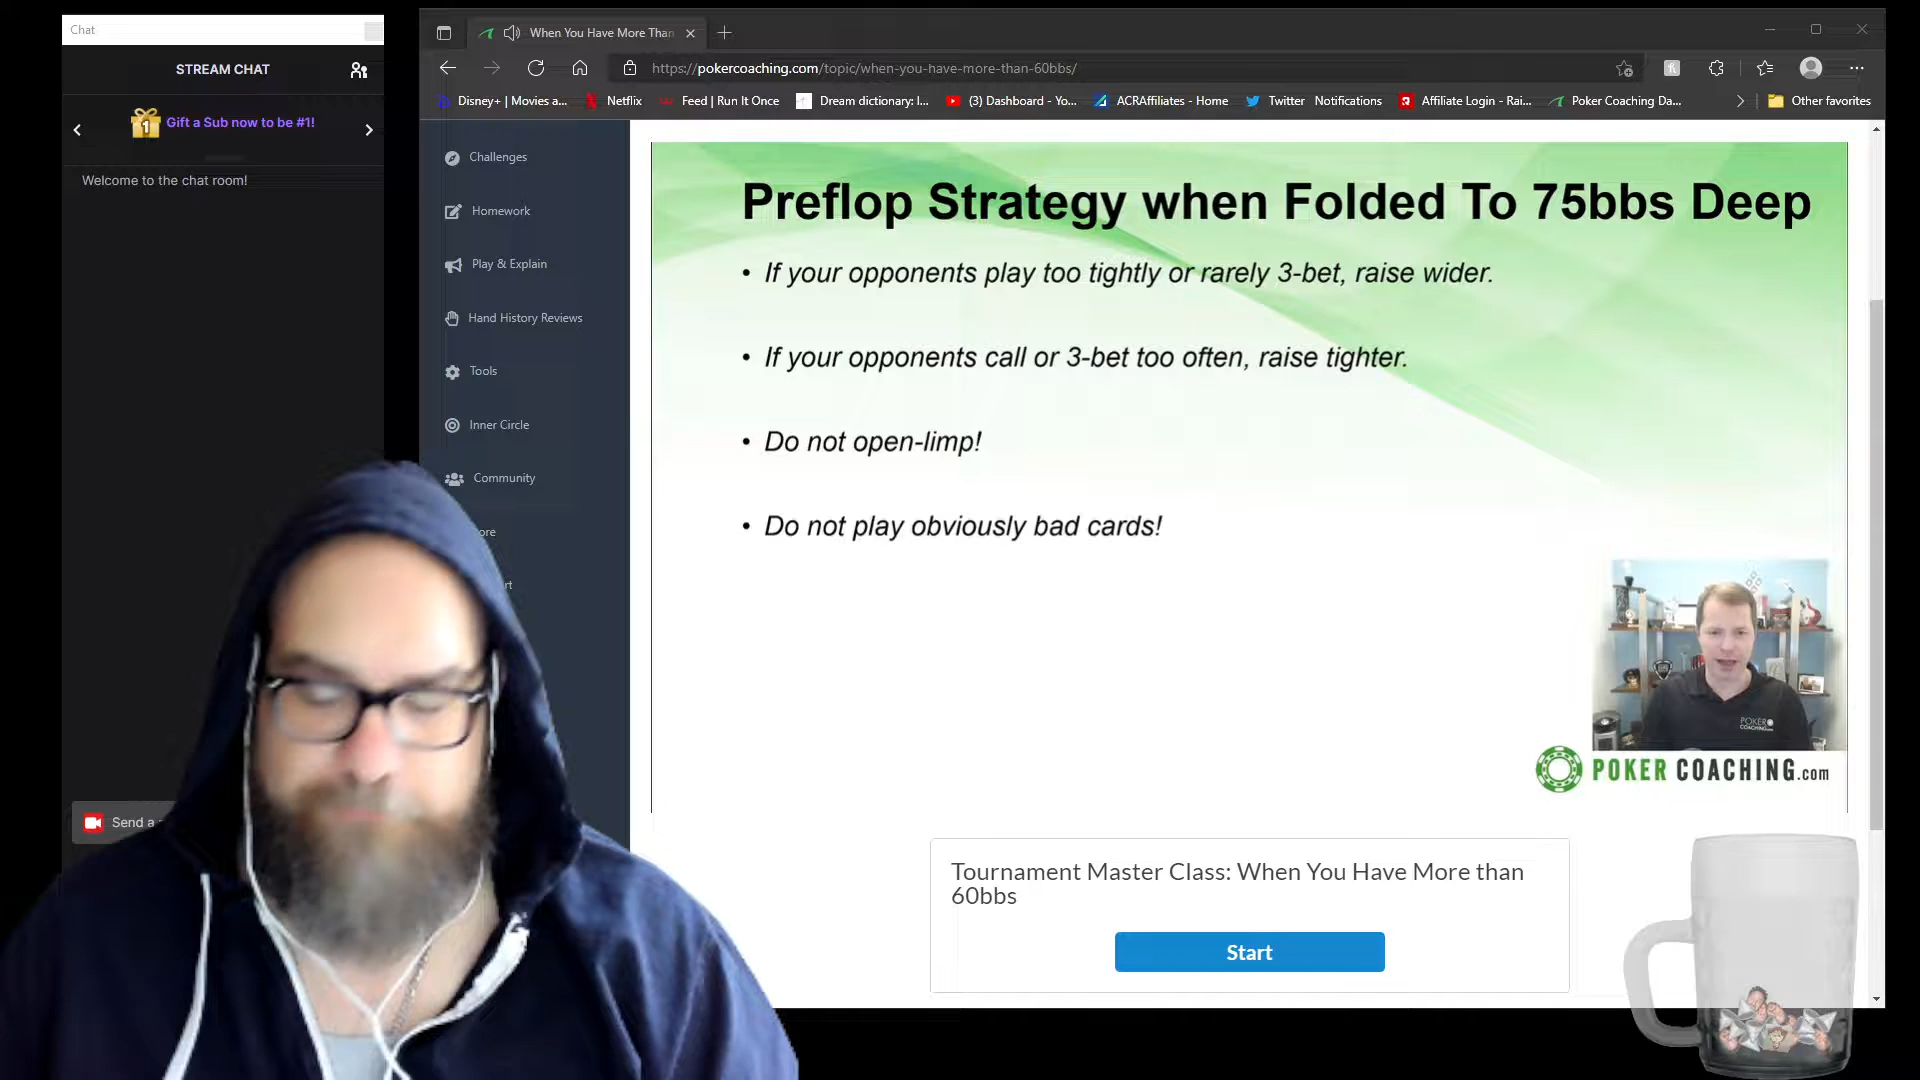 Chat
STREAM CHAT
1 Gift a Sub now to be #1!
Welcome to the chat room!
Send a
When You Have More Than
https://pokercoaching.com/topic/when-you-have-more-than-60bbs/
Disney+ | Movies a... Netflix Feed | Run It Once Dream dictionary: I... (3) Dashboard - Yo... ACRAffiliates - Home Twitter Notifications Affiliate Login - Rai... Poker Coaching Da... Other favorites
Challenges
Homework
Play & Explain
Hand History Reviews
Tools
Inner Circle
Community
ore
rt
Preflop Strategy when Folded To 75bbs Deep
• If your opponents play too tightly or rarely 3-bet, raise wider.
• If your opponents call or 3-bet too often, raise tighter.
• Do not open-limp!
• Do not play obviously bad cards!
POKER
COACHING.com
POKER COACHING.com
Tournament Master Class: When You Have More than
60bbs
Start